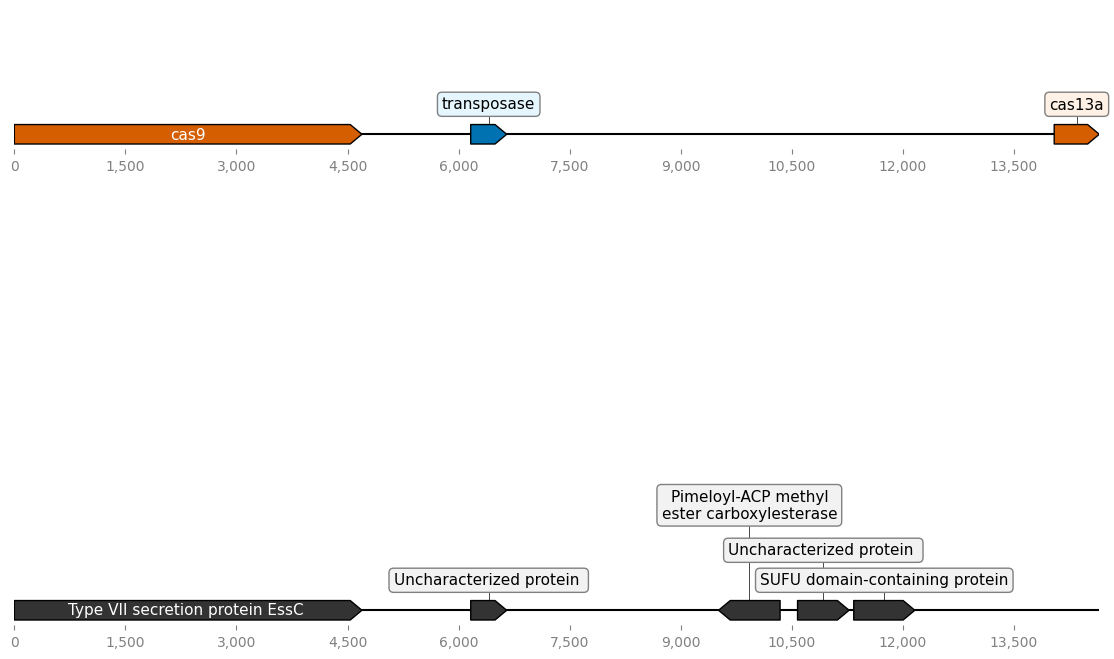 transposase
cas13a
cas9
0 1,500 3,000 4,500 6,000 7,500 9,000 10,500 12,000 13,500
Pimeloyl-ACP methyl
ester carboxylesterase
Uncharacterized protein
Uncharacterized protein
SUFU domain-containing protein
Type VII secretion protein EssC
0 1,500 3,000 4,500 6,000 7,500 9,000 10,500 12,000 13,500